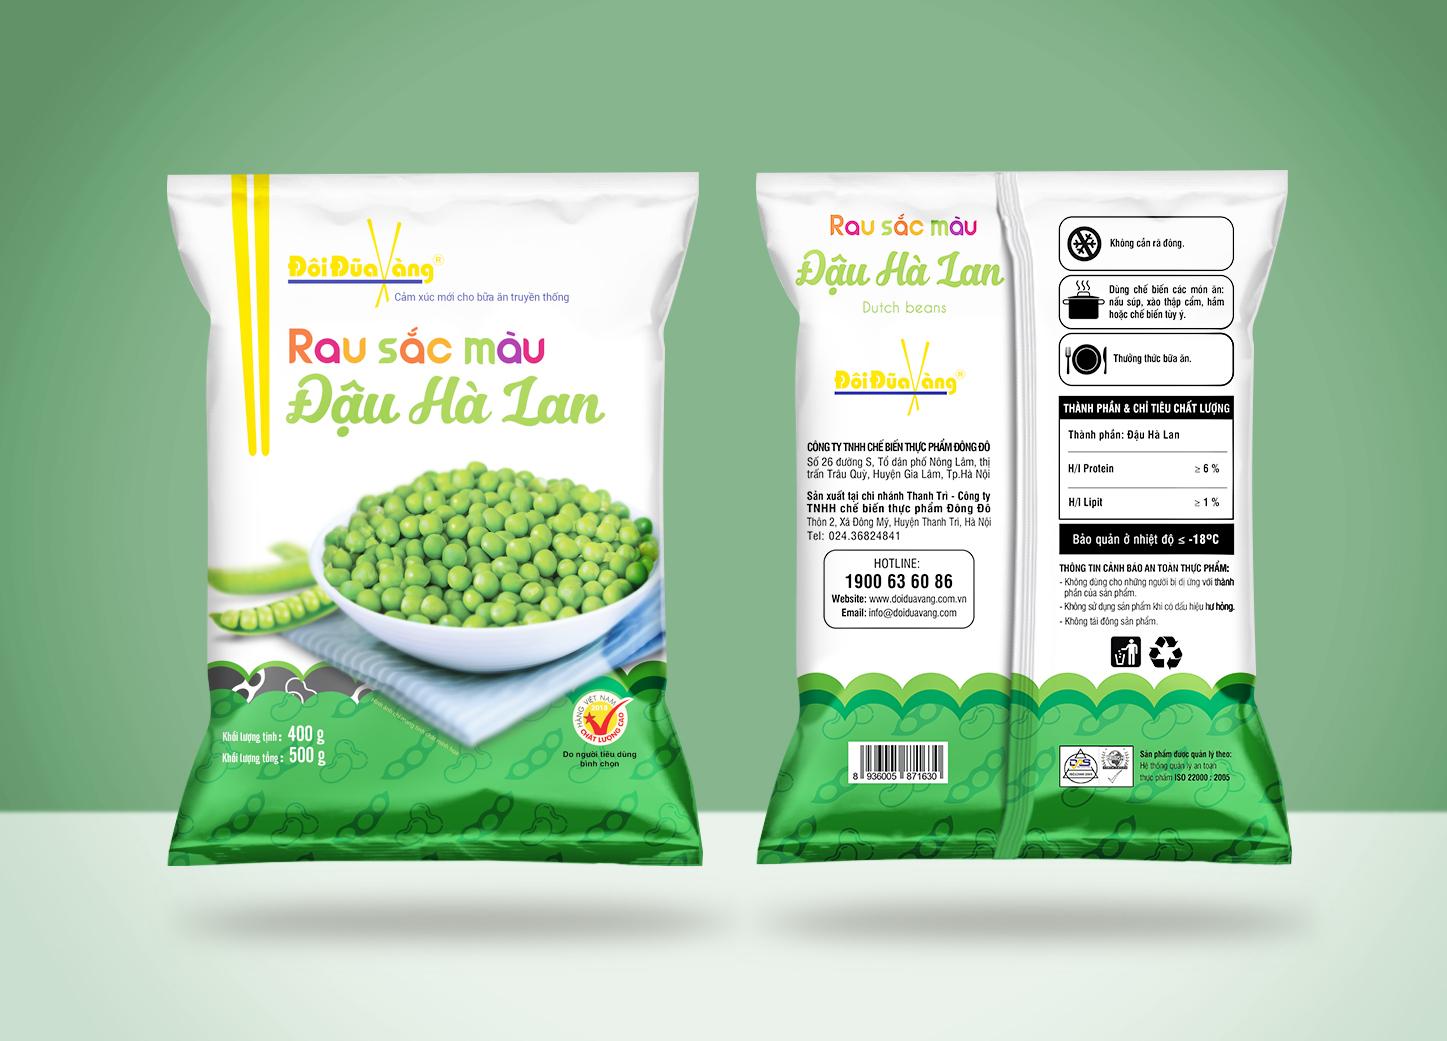 ĐôiĐũaVàng®
Cảm xúc mới cho bữa ăn truyền thống
Rau sắc màu
Đậu Hà Lan
Khối lượng tịnh: 400 g
Khối lượng tổng: 500 g
HÀNG VIỆT NAM
2018
CHẤT LƯỢNG CAO
Do người tiêu dùng
bình chọn
Rau sắc màu
Đậu Hà Lan
Dutch beans
ĐôiĐũaVàng®
CÔNG TY TNHH CHẾ BIẾN THỰC PHẨM ĐÔNG ĐÔ
Số 26 đường S, Tổ dân phố Nông Lâm, thị
trấn Trâu Quỳ, Huyện Gia Lâm, Tp.Hà Nội
Sản xuất tại chi nhánh Thanh Trì - Công ty
TNHH chế biến thực phẩm Đông Đô
Thôn 2, Xã Đông Mỹ, Huyện Thanh Trì, Hà Nội
Tel: 024.36824841
HOTLINE:
1900 63 60 86
Website: www.doiduavang.com.vn
Email: info@doiduavang.com
8 936005 871630
Không cần rã đông.
Dùng chế biến các món ăn:
nấu súp, xào thập cẩm, hầm
hoặc chế biến tùy ý.
Thưởng thức bữa ăn.
THÀNH PHẦN & CHỈ TIÊU CHẤT LƯỢNG
Thành phần: Đậu Hà Lan
H/l Protein ≥ 6 %
H/l Lipit ≥ 1 %
Bảo quản ở nhiệt độ ≤ -18ºC
THÔNG TIN CẢNH BÁO AN TOÀN THỰC PHẨM:
- Không dùng cho những người bị dị ứng với thành
phần của sản phẩm.
- Không sử dụng sản phẩm khi có dấu hiệu hư hỏng.
- Không tái đông sản phẩm.
Sản phẩm được quản lý theo:
Hệ thống quản lý an toàn
thực phẩm ISO 22000 : 2005